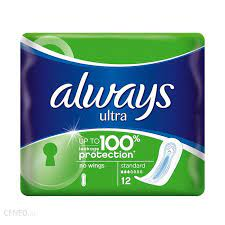 always
ultra
UP TO 100%
leakage
protection*
no wings
standard
12
CENEO